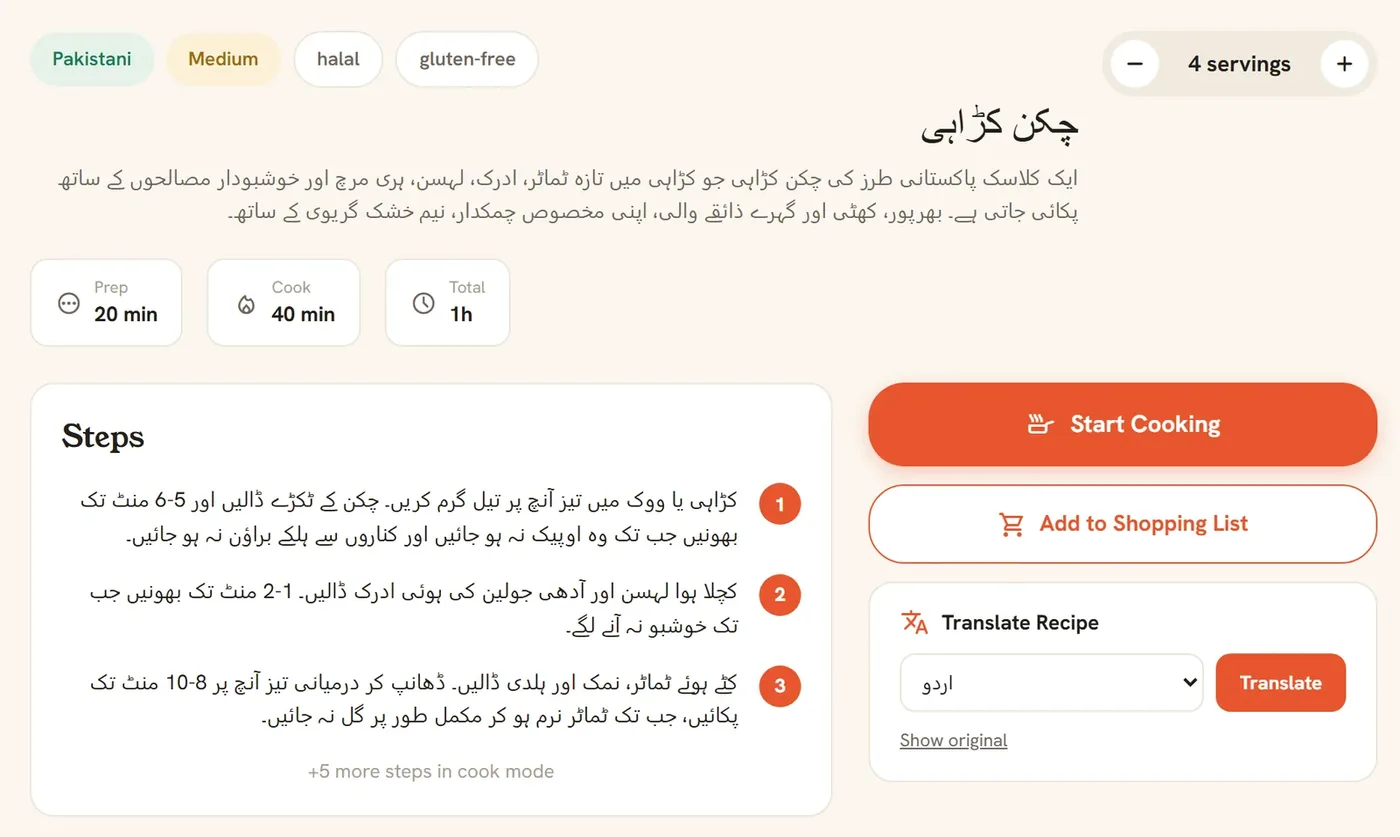 Pakistani
Medium
halal
gluten-free
4 servings
چکن کڑاہی
ایک کلاسک پاکستانی طرز کی چکن کڑاہی جو کڑاہی میں تازہ ٹماٹر، ادرک، لہسن، ہری مرچ اور خوشبودار مصالحوں کے ساتھ
پکائی جاتی ہے۔ بھرپور، کھٹی اور گہرے ذائقے والی، اپنی مخصوص چمکدار، نیم خشک گریوی کے ساتھ۔
Prep
20 min
Cook
40 min
Total
1h
Steps
1
کڑاہی یا ووک میں تیز آنچ پر تیل گرم کریں۔ چکن کے ٹکڑے ڈالیں اور 5-6 منٹ تک
بھونیں جب تک وہ اوپیک نہ ہو جائیں اور کناروں سے ہلکے براؤن نہ ہو جائیں۔
2
کچلا ہوا لہسن اور آدھی جولین کی ہوئی ادرک ڈالیں۔ 1-2 منٹ تک بھونیں جب
تک خوشبو نہ آنے لگے۔
3
کٹے ہوئے ٹماٹر، نمک اور ہلدی ڈالیں۔ ڈھانپ کر درمیانی تیز آنچ پر 8-10 منٹ تک
پکائیں، جب تک ٹماٹر نرم ہو کر مکمل طور پر گل نہ جائیں۔
+5 more steps in cook mode
Start Cooking
Add to Shopping List
Translate Recipe
اردو
Translate
Show original